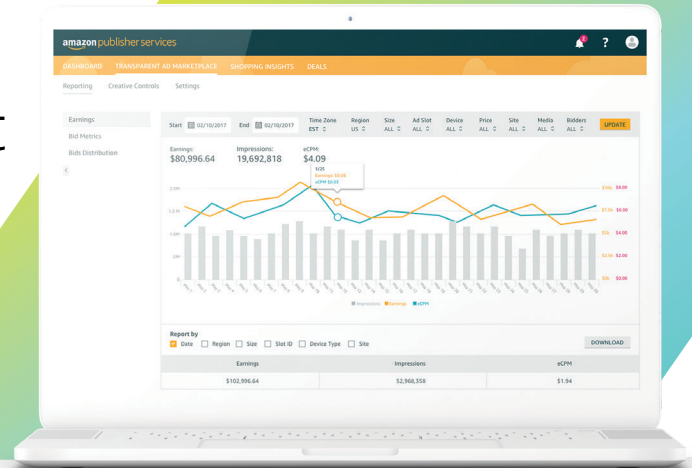 amazon publisher services
2
?
DASHBOARD TRANSPARENT AD MARKETPLACE SHOPPING INSIGHTS DEALS
Reporting Creative Controls Settings
Earnings
Bid Metrics
Bids Distribution
Start 02/10/2017 End 02/10/2017
Time Zone Region Size Ad Slot Device Price Site Media Bidders
EST US ALL ALL ALL ALL ALL ALL ALL
UPDATE
Earnings: Impressions: eCPM:
$80,996.64 19,692,818 $4.09
1/25
$8.00
$6.00
$4.00
$2.00
0 $0.00
Impressions Earnings eCPM
Report by
Date Region Size Slot ID Device Type Site
DOWNLOAD
Earnings Impressions eCPM
$102,996.64 52,968,358 $1.94
t